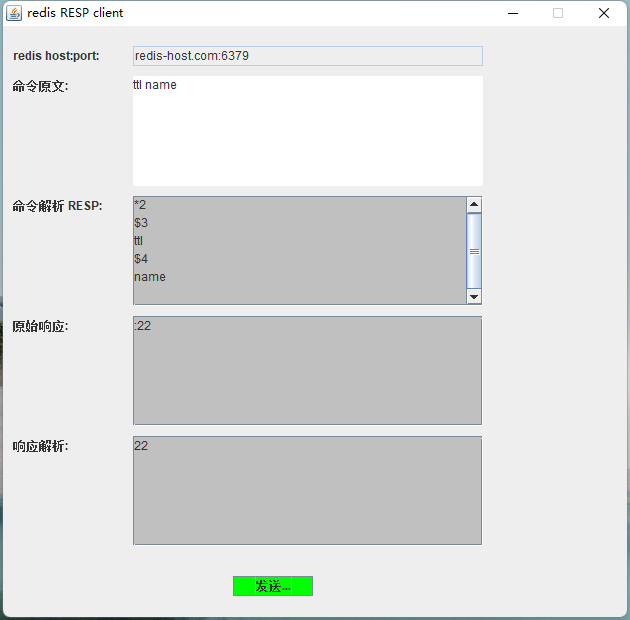 redis RESP client
redis host:port:
redis-host.com:6379
命令原文:
ttl name
命令解析 RESP:
*2
$3
ttl
$4
name
原始响应:
:22
响应解析:
22
发送...